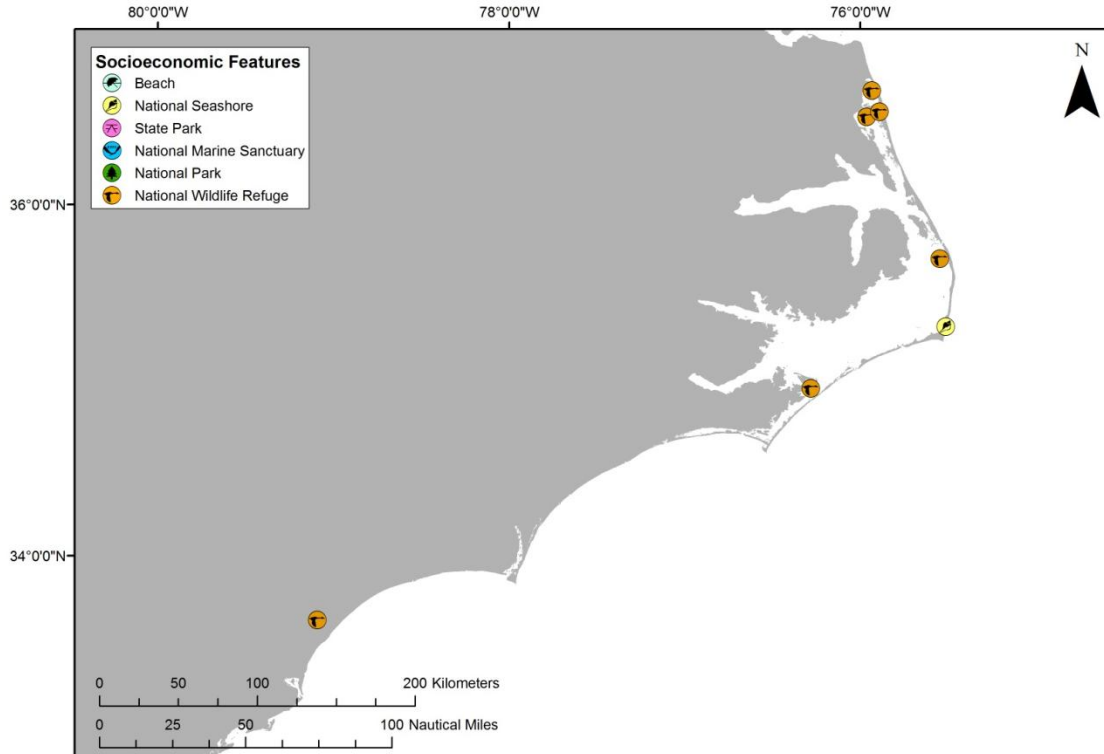 80°0'0"W 78°0'0"W 76°0'0"W
N
Socioeconomic Features
Beach
National Seashore
State Park
National Marine Sanctuary
National Park
National Wildlife Refuge
36°0'0"N
34°0'0"N
0 50 100 200 Kilometers
0 25 50 100 Nautical Miles